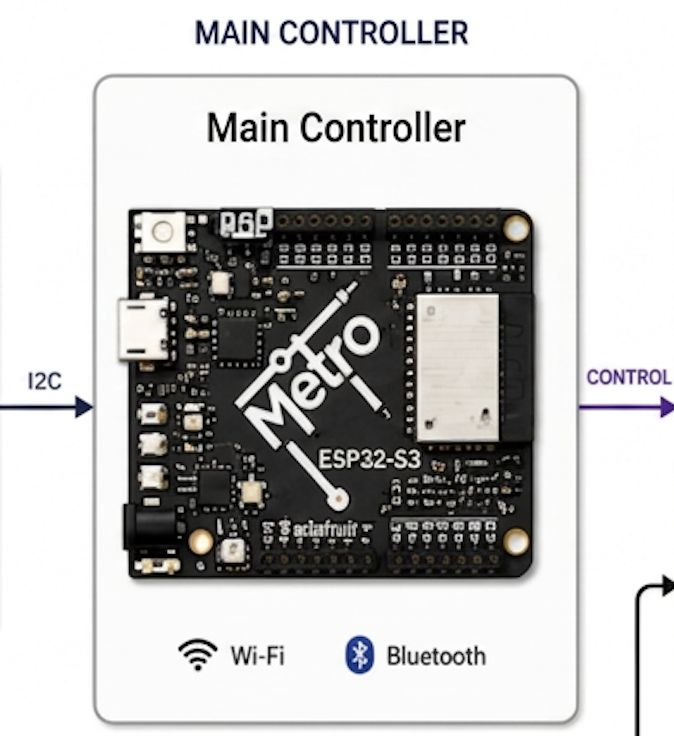 MAIN CONTROLLER
Main Controller
Metro
I2C
CONTROL
ESP32-S3
Wi-Fi
Bluetooth